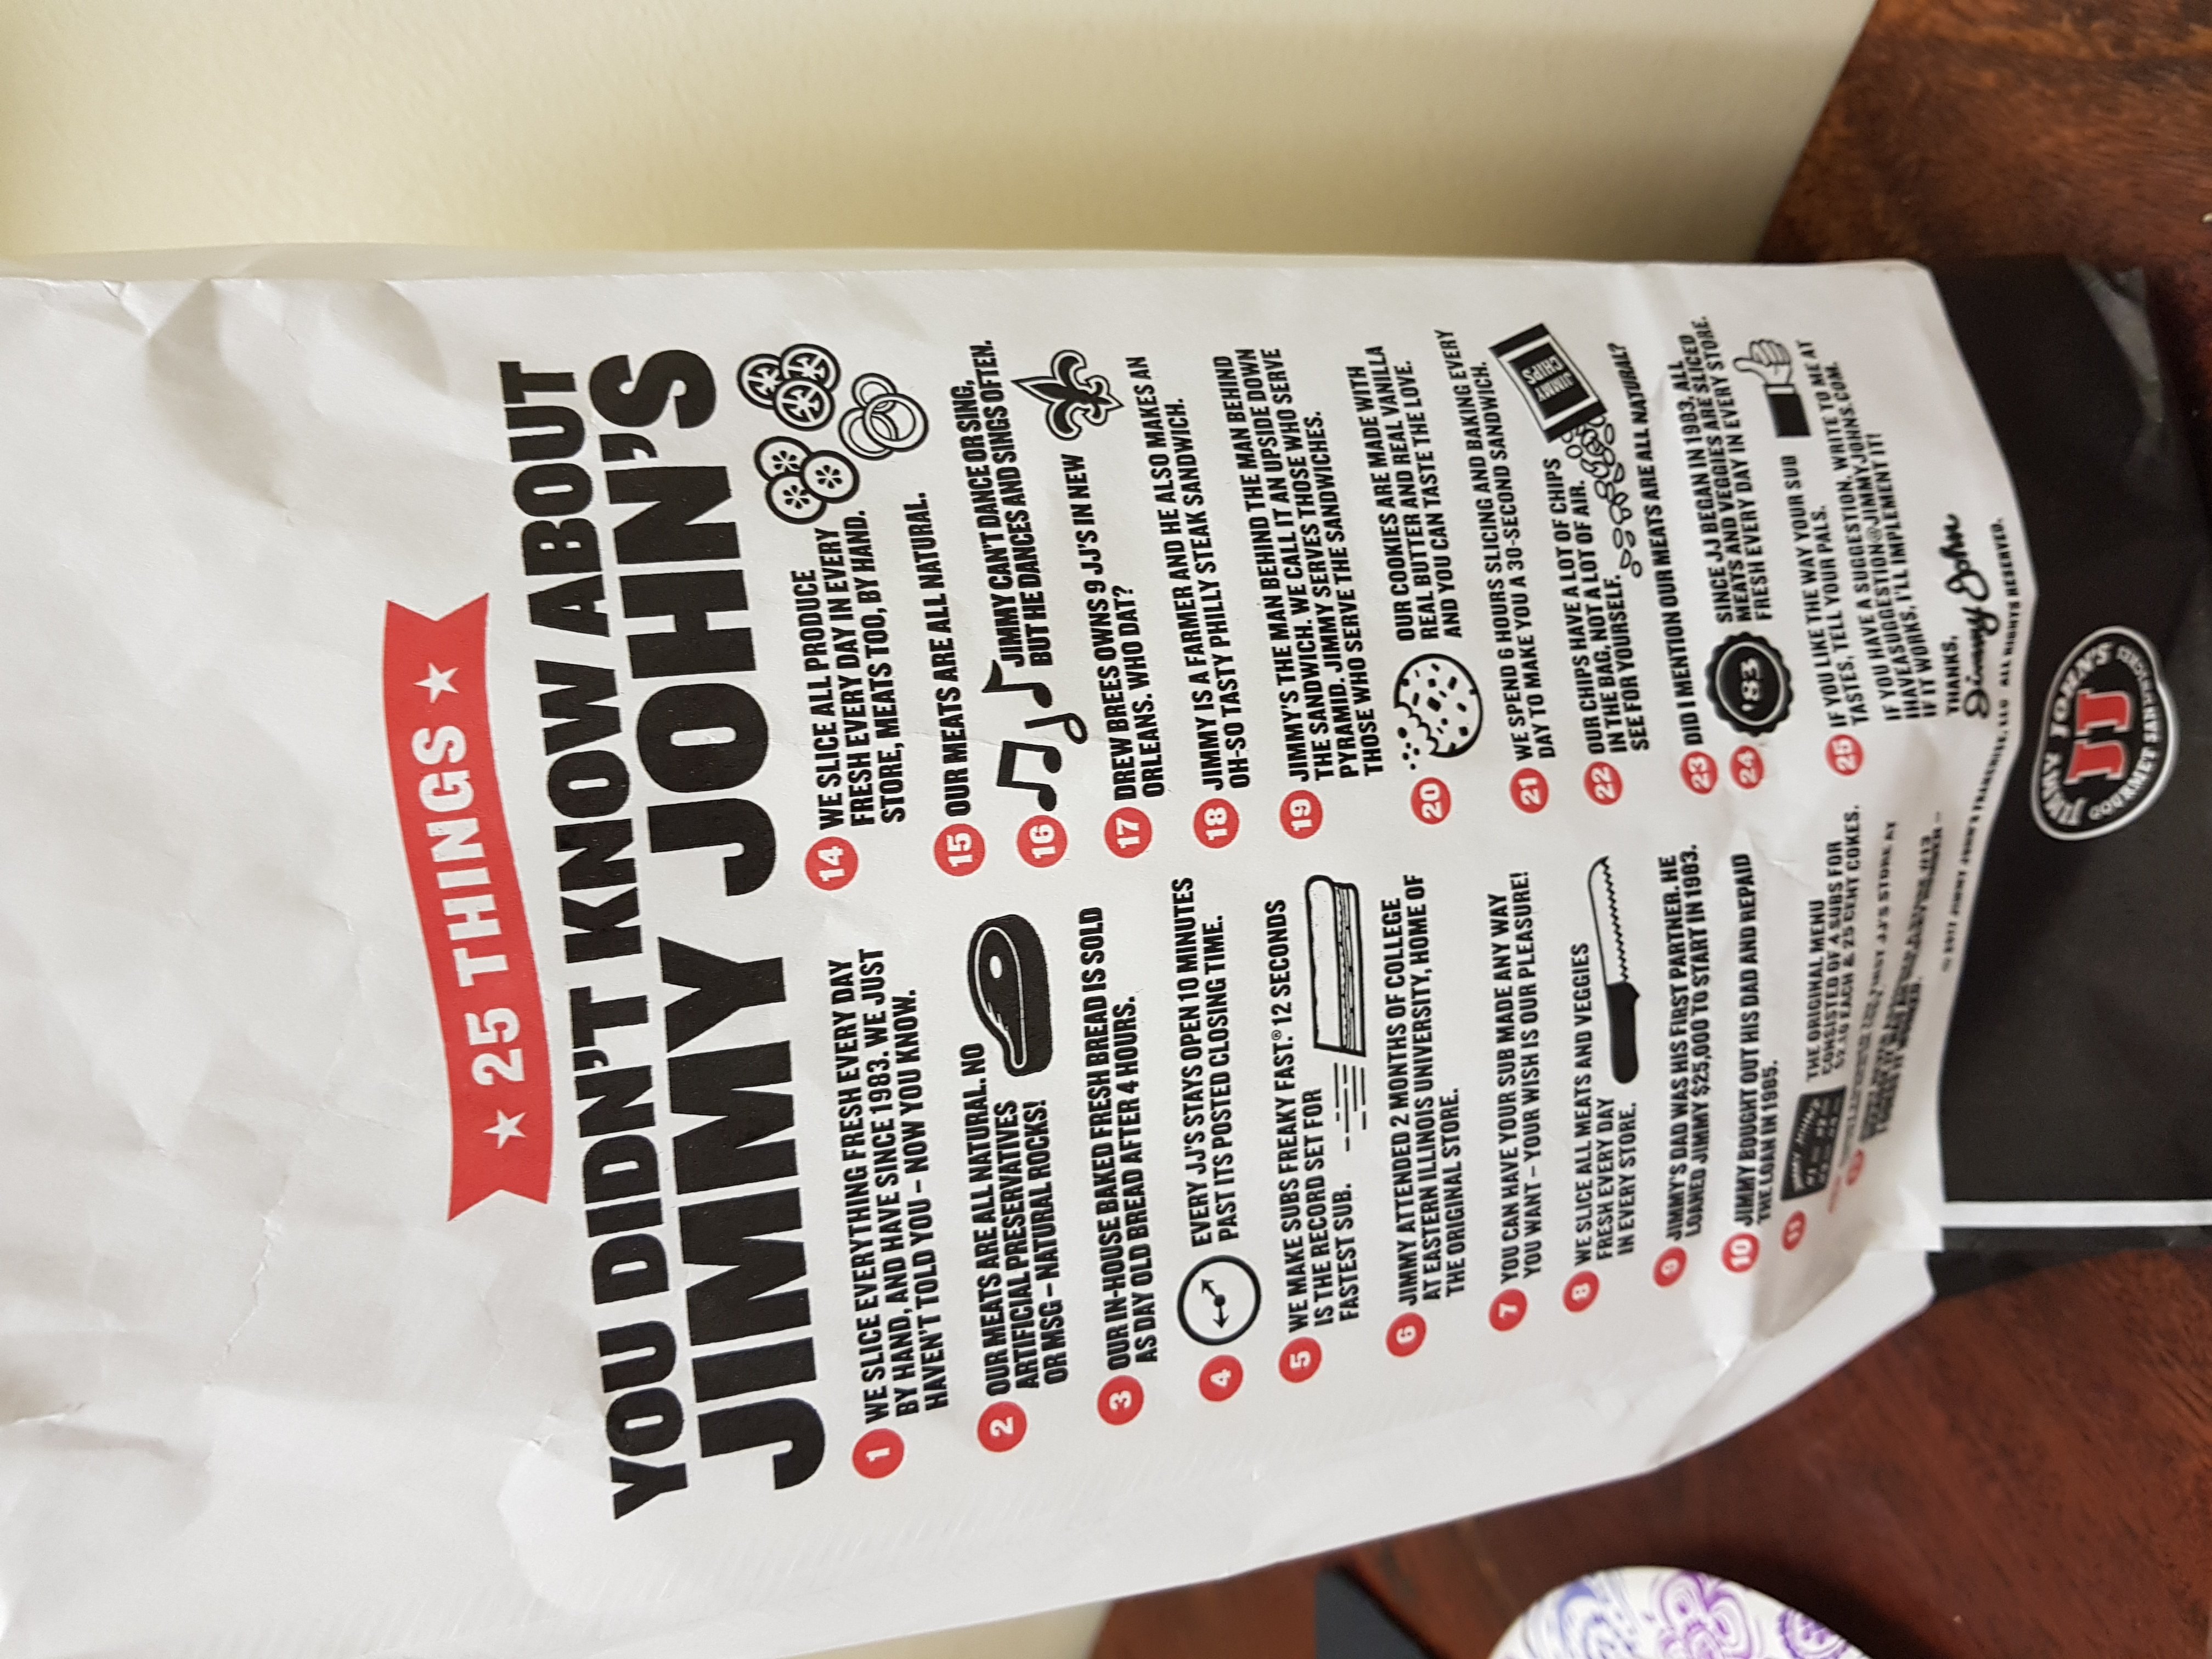 25 THINGS
YOU DIDN'T KNOW ABOUT
JIMMY JOHN'S
1 WE SLICE EVERYTHING FRESH EVERY DAY
BY HAND, AND HAVE SINCE 1983. WE JUST
HAVEN'T TOLD YOU – NOW YOU KNOW.
2 OUR MEATS ARE ALL NATURAL. NO
ARTIFICIAL PRESERVATIVES
OR MSG – NATURAL ROCKS!
3 OUR IN-HOUSE BAKED FRESH BREAD IS SOLD
AS DAY OLD BREAD AFTER 4 HOURS.
4 EVERY JJ'S STAYS OPEN 10 MINUTES
PAST ITS POSTED CLOSING TIME.
5 WE MAKE SUBS FREAKY FAST.® 12 SECONDS
IS THE RECORD SET FOR
FASTEST SUB.
6 JIMMY ATTENDED 2 MONTHS OF COLLEGE
AT EASTERN ILLINOIS UNIVERSITY, HOME OF
THE ORIGINAL STORE.
7 YOU CAN HAVE YOUR SUB MADE ANY WAY
YOU WANT – YOUR WISH IS OUR PLEASURE!
8 WE SLICE ALL MEATS AND VEGGIES
FRESH EVERY DAY
IN EVERY STORE.
9 JIMMY'S DAD WAS HIS FIRST PARTNER. HE
LOANED JIMMY $25,000 TO START IN 1983.
10 JIMMY BOUGHT OUT HIS DAD AND REPAID
THE LOAN IN 1985.
11 THE ORIGINAL MENU
CONSISTED OF 4 SUBS FOR
EACH & 25 CENT COKES.
JJ'S STORE AT
14 WE SLICE ALL PRODUCE
FRESH EVERY DAY IN EVERY
STORE, MEATS TOO, BY HAND.
15 OUR MEATS ARE ALL NATURAL.
16 JIMMY CAN'T DANCE OR SING,
BUT HE DANCES AND SINGS OFTEN.
17 DREW BREES OWNS 9 JJ'S IN NEW
ORLEANS. WHO DAT?
18 JIMMY IS A FARMER AND HE ALSO MAKES AN
OH-SO TASTY PHILLY STEAK SANDWICH.
19 JIMMY'S THE MAN BEHIND THE MAN BEHIND
THE SANDWICH. WE CALL IT AN UPSIDE DOWN
PYRAMID. JIMMY SERVES THOSE WHO SERVE
THOSE WHO SERVE THE SANDWICHES.
20 OUR COOKIES ARE MADE WITH
REAL BUTTER AND REAL VANILLA
AND YOU CAN TASTE THE LOVE.
21 WE SPEND 6 HOURS SLICING AND BAKING EVERY
DAY TO MAKE YOU A 30-SECOND SANDWICH.
22 OUR CHIPS HAVE A LOT OF CHIPS
IN THE BAG, NOT A LOT OF AIR.
SEE FOR YOURSELF.
JIMMY
CHIPS
23 DID I MENTION OUR MEATS ARE ALL NATURAL?
24 '83 SINCE JJ BEGAN IN 1983, ALL
MEATS AND VEGGIES ARE SLICED
FRESH EVERY DAY IN EVERY STORE.
25 IF YOU LIKE THE WAY YOUR SUB
TASTES, TELL YOUR PALS.
IF YOU HAVE A SUGGESTION, WRITE TO ME AT
IHAVEASUGGESTION@JIMMYJOHNS.COM.
IF IT WORKS, I'LL IMPLEMENT IT!
THANKS,
Jimmy John
© 2017 JIMMY JOHN'S FRANCHISE, LLC ALL RIGHTS RESERVED.
JIMMY JOHN'S
JJ
GOURMET SANDWICHES